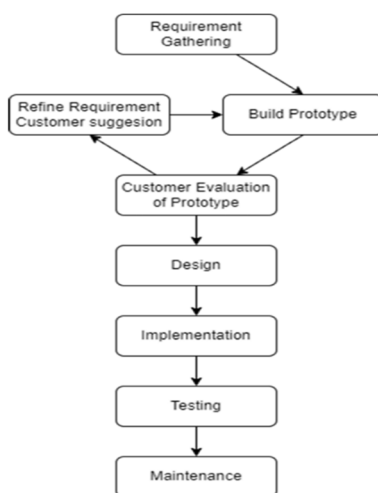 Requirement
Gathering
Refine Requirement
Customer suggesion
Build Prototype
Customer Evaluation
of Prototype
Design
Implementation
Testing
Maintenance